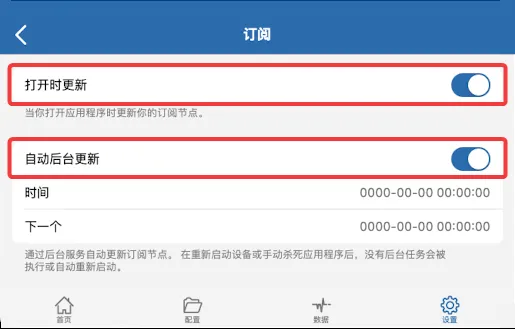 订阅
打开时更新
当你打开应用程序时更新你的订阅节点。
自动后台更新
时间 0000-00-00 00:00:00
下一个 0000-00-00 00:00:00
通过后台服务自动更新订阅节点。 在重新启动设备或手动杀死应用程序后，没有后台任务会被
执行或自动重新启动。
首页 配置 数据 设置